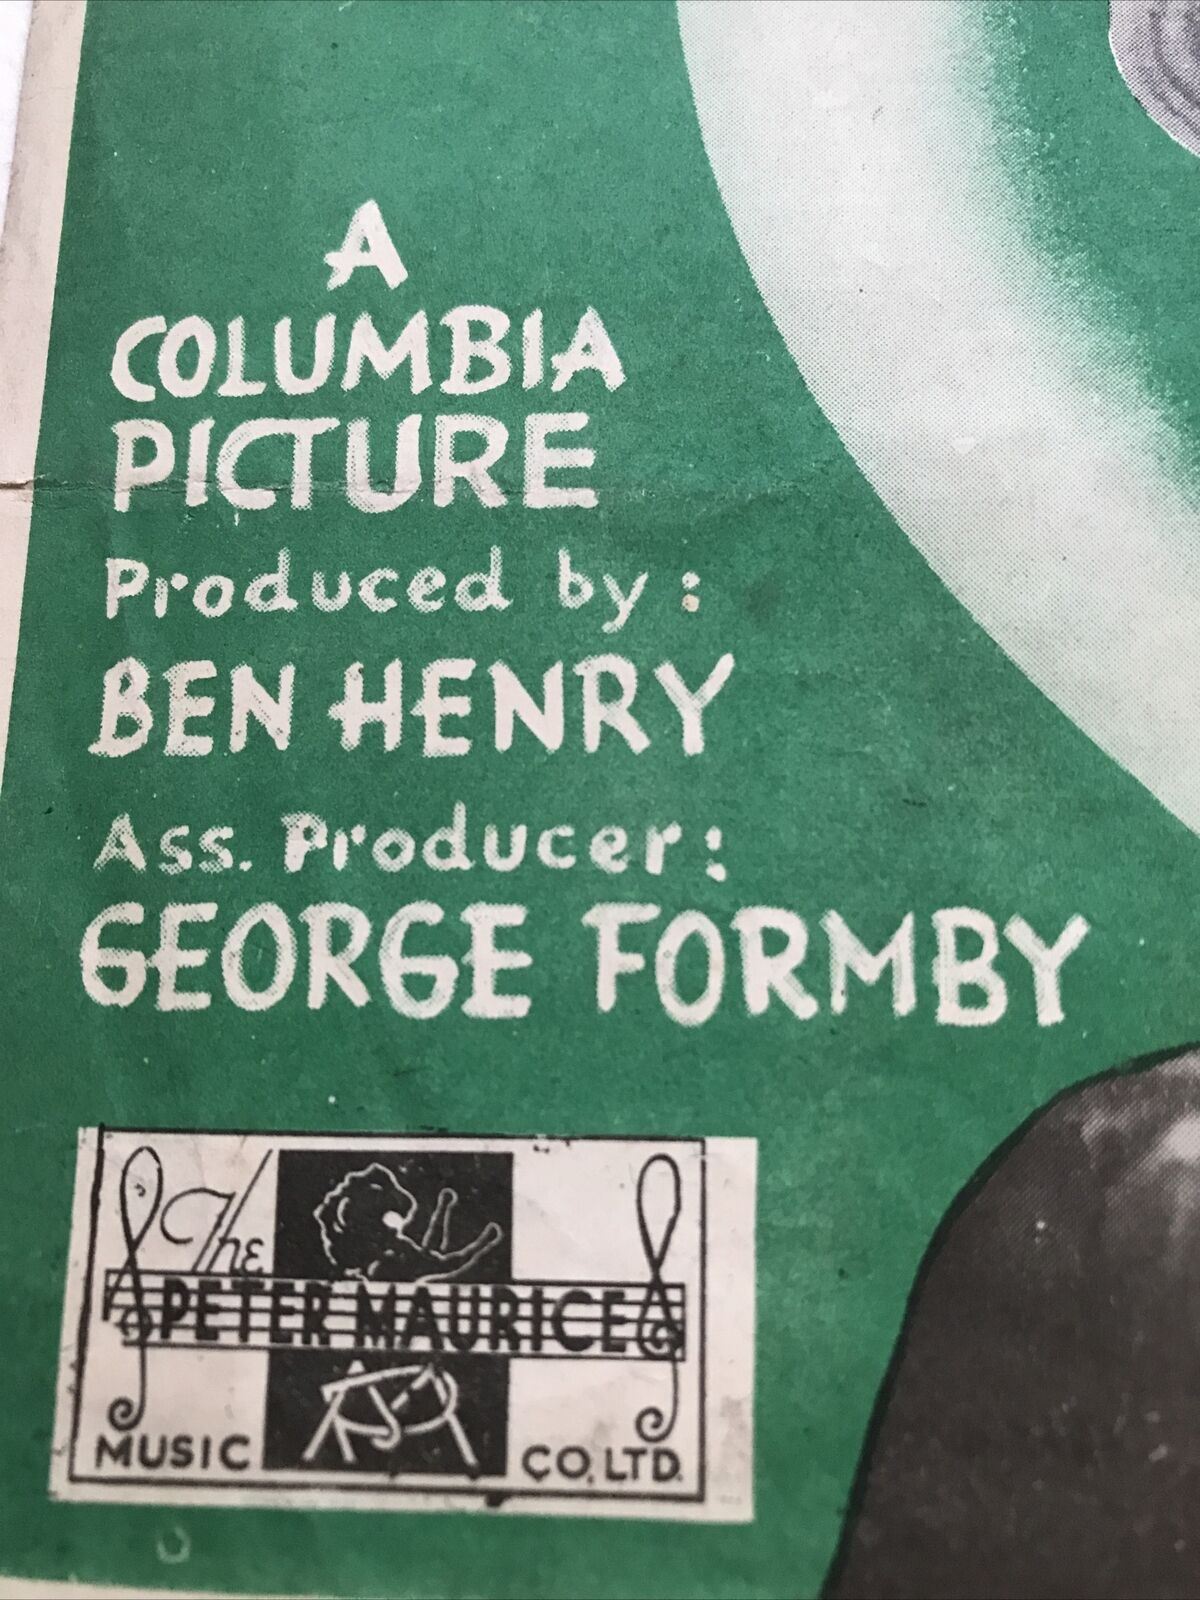 A
COLUMBIA
PICTURE
Produced by:
BEN HENRY
Ass. Producer:
GEORGE FORMBY
The
PETER MAURICE
MUSIC CO. LTD.